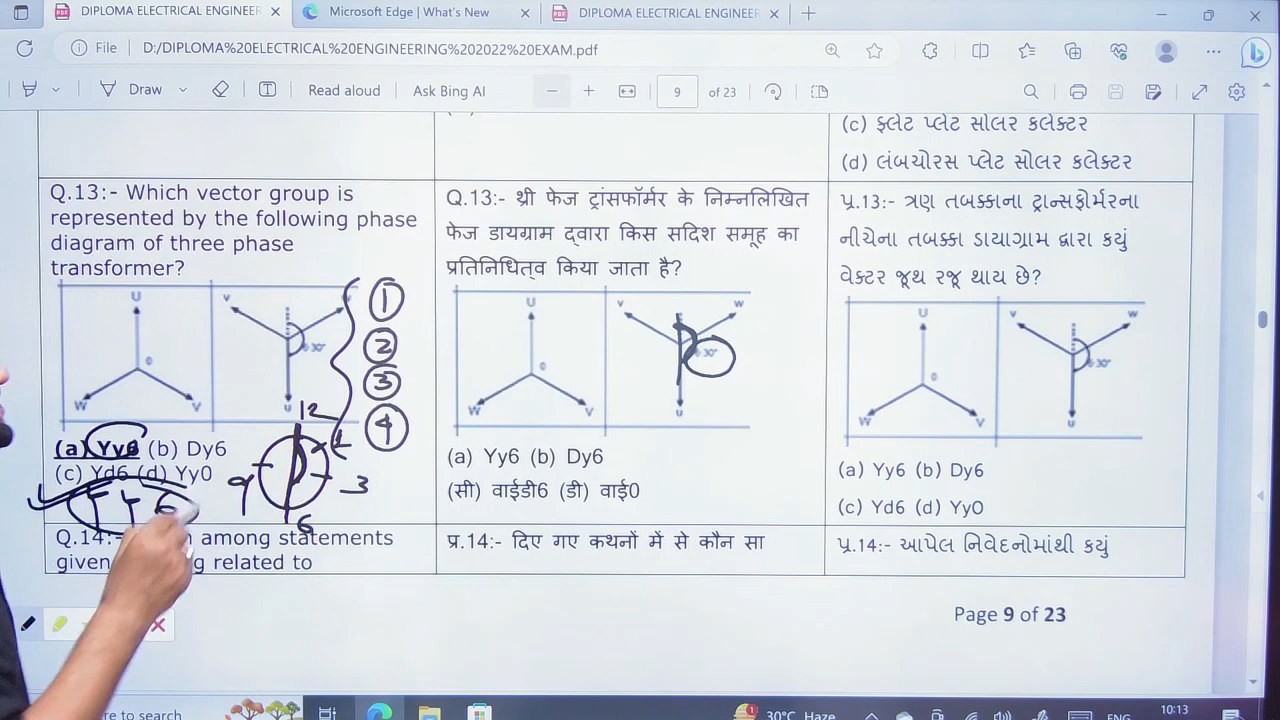 DIPLOMA ELECTRICAL ENGINEER
Microsoft Edge | What's New
DIPLOMA ELECTRICAL ENGINEER
File
D:/DIPLOMA%20ELECTRICAL%20ENGINEERING%202022%20EXAM.pdf
Draw
Read aloud
Ask Bing AI
9
of 23
(c) ફ્લેટ પ્લેટ સોલર કલેક્ટર
(d) લંબચોરસ પ્લેટ સોલર કલેક્ટર
Q.13:- Which vector group is
represented by the following phase
diagram of three phase
transformer?
U
W
V
V
U
1
2
3
4
12
1
3
6
9
(a) Yy6 (b) Dy6
(c) Yd6 (d) Yy0
Y Y 6
Q.14:-
among statements
given
g related to
Q.13:- थ्री फेज ट्रांसफॉर्मर के निम्नलिखित
फेज डायग्राम द्वारा किस सदिश समूह का
प्रतिनिधित्व किया जाता है?
U
W
V
V
W
U
(a) Yy6 (b) Dy6
(सी) वाईडी6 (डी) वाई0
प्र.14:- दिए गए कथनों में से कौन सा
પ્ર.13:- ત્રણ તબક્કાના ટ્રાન્સફોર્મરના
નીચેના તબક્કા ડાયાગ્રામ દ્વારા કયું
વેક્ટર જૂથ રજૂ થાય છે?
U
W
V
V
W
U
(a) Yy6 (b) Dy6
(c) Yd6 (d) Yy0
પ્ર.14:- આપેલ નિવેદનોમાંથી કયું
Page 9 of 23
re to search
30°C Haze
ENG
10:13